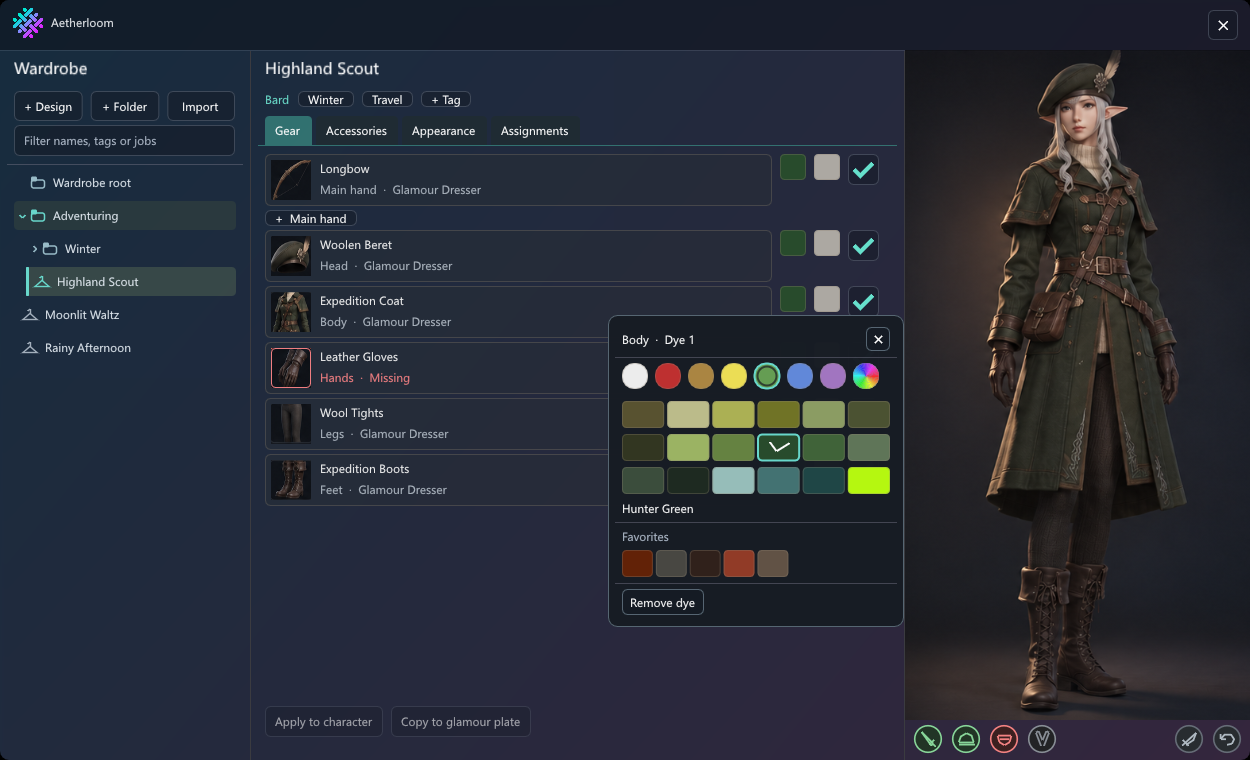 Aetherloom
Wardrobe
+ Design
+ Folder
Import
Filter names, tags or jobs
Wardrobe root
Adventuring
Winter
Highland Scout
Moonlit Waltz
Rainy Afternoon
Highland Scout
Bard
Winter
Travel
+ Tag
Gear
Accessories
Appearance
Assignments
Longbow
Main hand · Glamour Dresser
+ Main hand
Woolen Beret
Head · Glamour Dresser
Expedition Coat
Body · Glamour Dresser
Leather Gloves
Hands · Missing
Wool Tights
Legs · Glamour Dresser
Expedition Boots
Feet · Glamour Dresser
Body · Dye 1
Hunter Green
Favorites
Remove dye
Apply to character
Copy to glamour plate